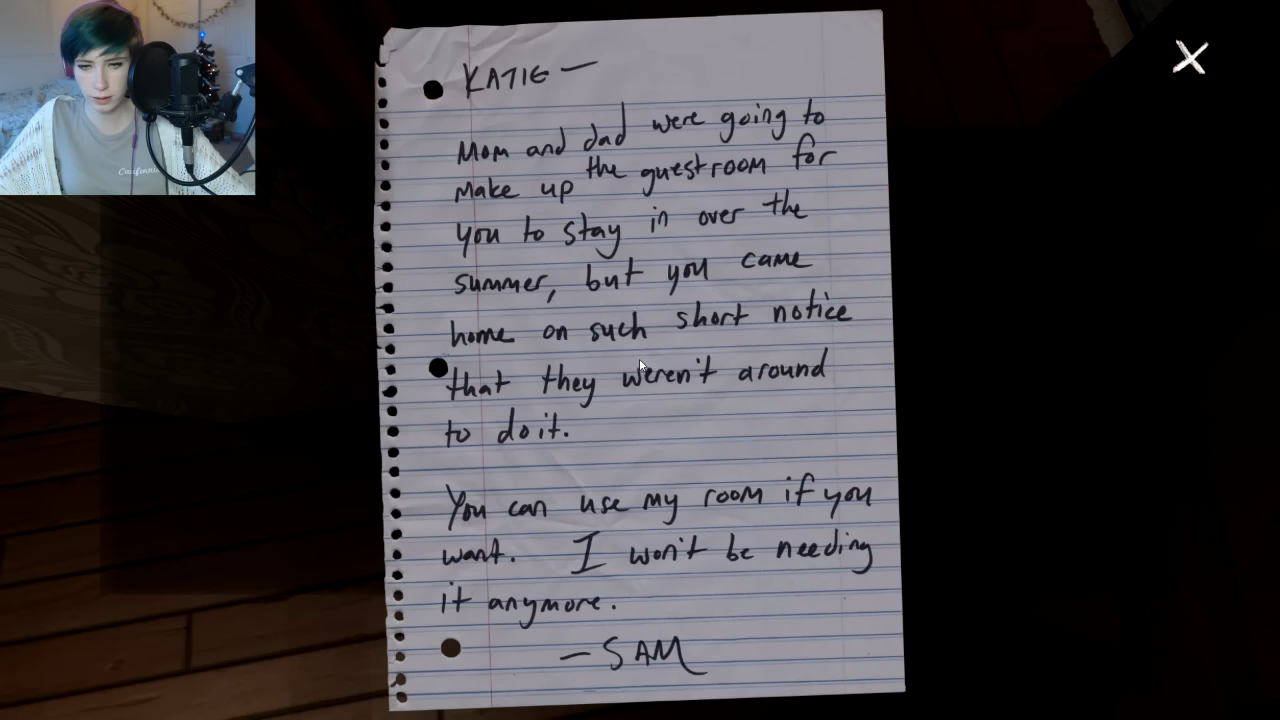 KATIE —
Mom and dad were going to
make up the guestroom for
you to stay in over the
summer, but you came
home on such short notice
that they weren't around
to do it.
You can use my room if you
want. I won't be needing
it anymore.
— SAM